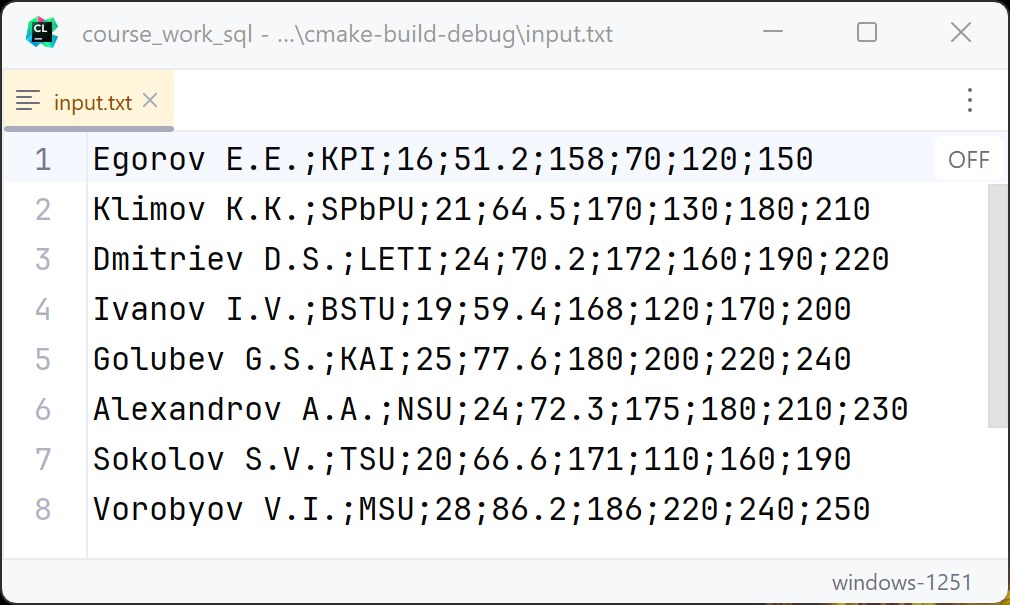 CL
course_work_sql - ...\cmake-build-debug\input.txt
input.txt
1 Egorov E.E.;KPI;16;51.2;158;70;120;150
OFF
2 Klimov K.K.;SPbPU;21;64.5;170;130;180;210
3 Dmitriev D.S.;LETI;24;70.2;172;160;190;220
4 Ivanov I.V.;BSTU;19;59.4;168;120;170;200
5 Golubev G.S.;KAI;25;77.6;180;200;220;240
6 Alexandrov A.A.;NSU;24;72.3;175;180;210;230
7 Sokolov S.V.;TSU;20;66.6;171;110;160;190
8 Vorobyov V.I.;MSU;28;86.2;186;220;240;250
windows-1251